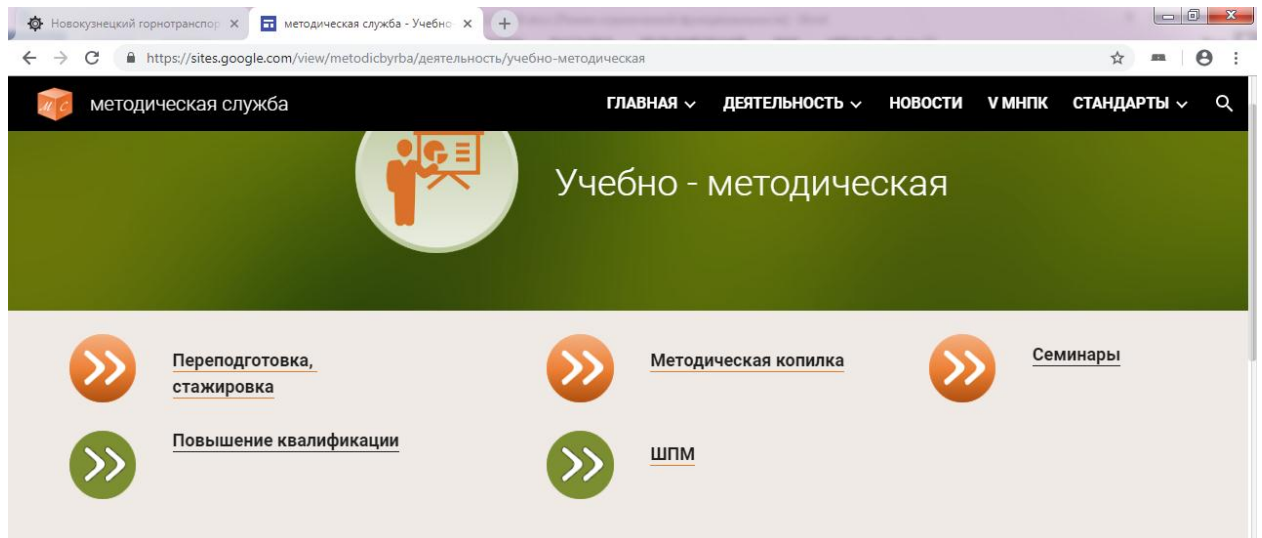 Новокузнецкий горнотранспор
методическая служба - Учебно
https://sites.google.com/view/metodicbyrba/деятельность/учебно-методическая
М С
методическая служба
ГЛАВНАЯ
ДЕЯТЕЛЬНОСТЬ
НОВОСТИ
V МНПК
СТАНДАРТЫ
Учебно - методическая
Переподготовка,
стажировка
Методическая копилка
Семинары
Повышение квалификации
ШПМ